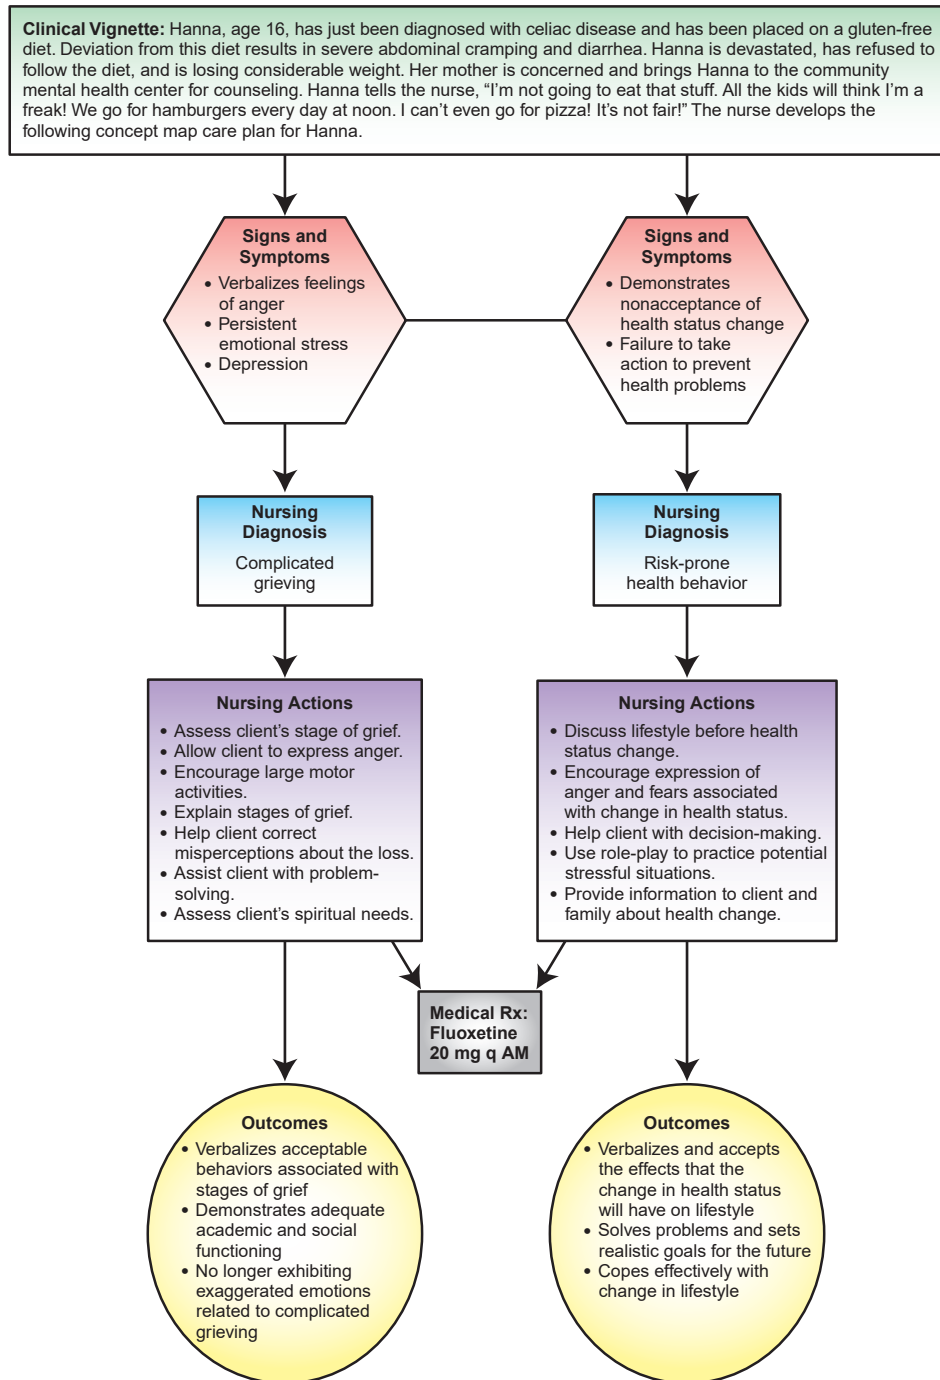 Clinical Vignette: Hanna, age 16, has just been diagnosed with celiac disease and has been placed on a gluten-free
diet. Deviation from this diet results in severe abdominal cramping and diarrhea. Hanna is devastated, has refused to
follow the diet, and is losing considerable weight. Her mother is concerned and brings Hanna to the community
mental health center for counseling. Hanna tells the nurse, “I’m not going to eat that stuff. All the kids will think I’m a
freak! We go for hamburgers every day at noon. I can’t even go for pizza! It’s not fair!” The nurse develops the
following concept map care plan for Hanna.
Signs and
Symptoms
• Verbalizes feelings
of anger
• Persistent
emotional stress
• Depression
Signs and
Symptoms
• Demonstrates
nonacceptance of
health status change
• Failure to take
action to prevent
health problems
Nursing
Diagnosis
Complicated
grieving
Nursing
Diagnosis
Risk-prone
health behavior
Nursing Actions
• Assess client’s stage of grief.
• Allow client to express anger.
• Encourage large motor
activities.
• Explain stages of grief.
• Help client correct
misperceptions about the loss.
• Assist client with problem-
solving.
• Assess client’s spiritual needs.
Nursing Actions
• Discuss lifestyle before health
status change.
• Encourage expression of
anger and fears associated
with change in health status.
• Help client with decision-making.
• Use role-play to practice potential
stressful situations.
• Provide information to client and
family about health change.
Medical Rx:
Fluoxetine
20 mg q AM
Outcomes
• Verbalizes acceptable
behaviors associated with
stages of grief
• Demonstrates adequate
academic and social
functioning
• No longer exhibiting
exaggerated emotions
related to complicated
grieving
Outcomes
• Verbalizes and accepts
the effects that the
change in health status
will have on lifestyle
• Solves problems and sets
realistic goals for the future
• Copes effectively with
change in lifestyle